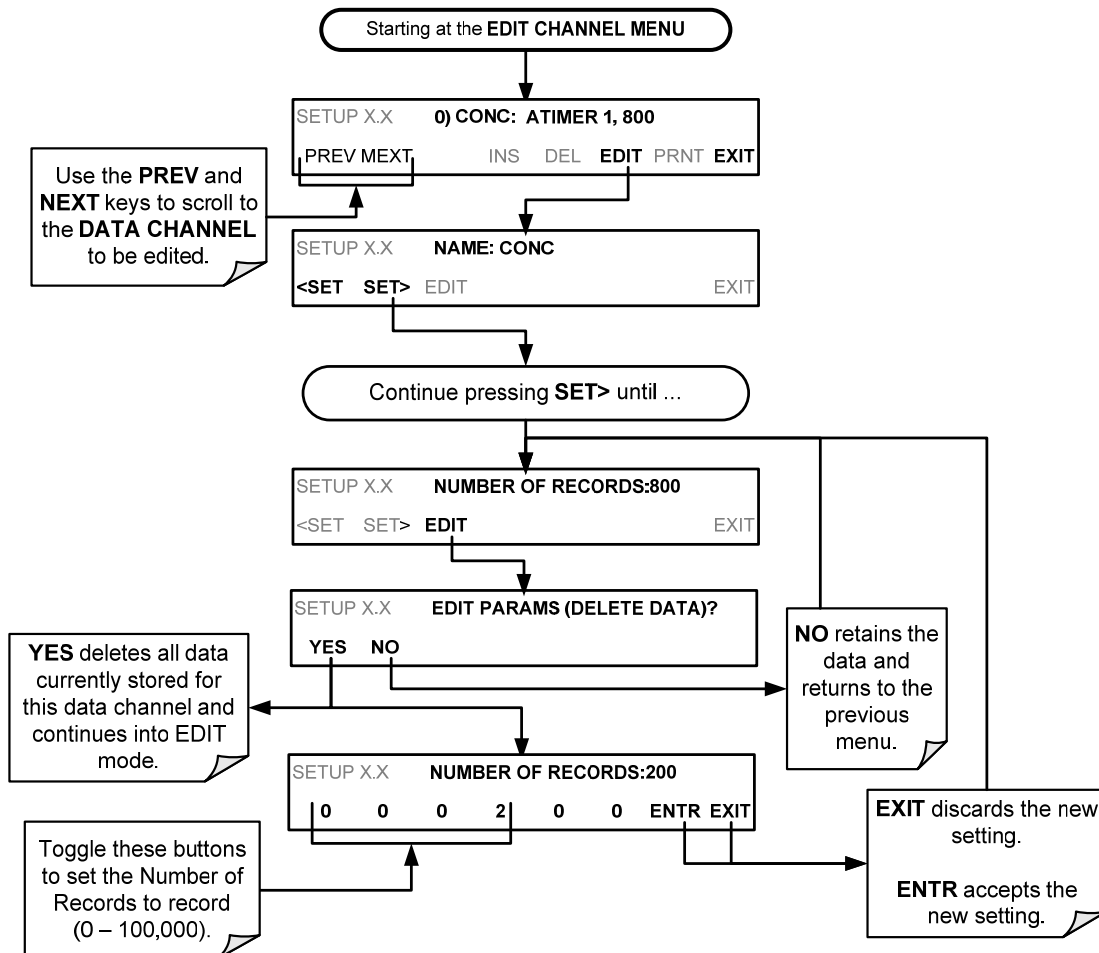 Starting at the EDIT CHANNEL MENU
SETUP X.X 0) CONC: ATIMER 1, 800
PREV MEXT INS DEL EDIT PRNT EXIT
Use the PREV and
NEXT keys to scroll to
the DATA CHANNEL
to be edited.
SETUP X.X NAME: CONC
<SET SET> EDIT EXIT
Continue pressing SET> until ...
SETUP X.X NUMBER OF RECORDS:800
<SET SET> EDIT EXIT
SETUP X.X EDIT PARAMS (DELETE DATA)?
YES NO
NO retains the
data and
returns to the
previous
menu.
YES deletes all data
currently stored for
this data channel and
continues into EDIT
mode.
SETUP X.X NUMBER OF RECORDS:200
0 0 0 2 0 0 ENTR EXIT
Toggle these buttons
to set the Number of
Records to record
(0 – 100,000).
EXIT discards the new
setting.
ENTR accepts the
new setting.